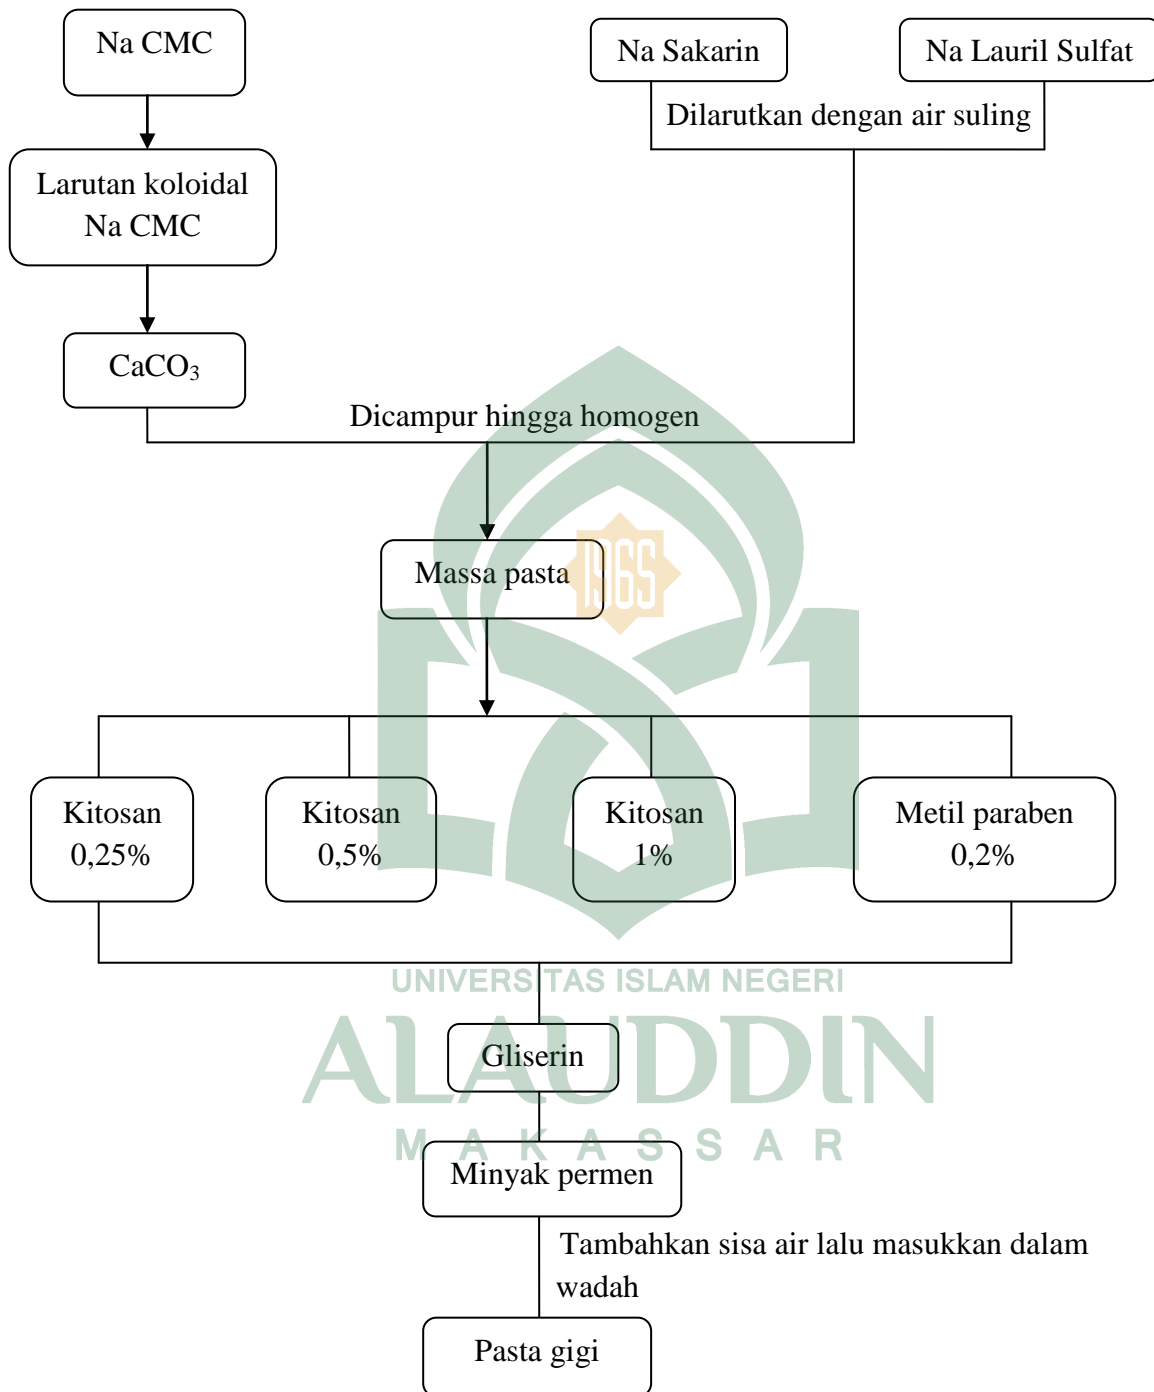 Na CMC
Na Sakarin
Na Lauril Sulfat
Dilarutkan dengan air suling
Larutan koloidal
Na CMC
CaCO₃
Dicampur hingga homogen
1965
Massa pasta
Kitosan
0,25%
Kitosan
0,5%
Kitosan
1%
Metil paraben
0,2%
UNIVERSITAS ISLAM NEGERI
ALAUDDIN
MAKASSAR
Gliserin
Minyak permen
Tambahkan sisa air lalu masukkan dalam
wadah
Pasta gigi